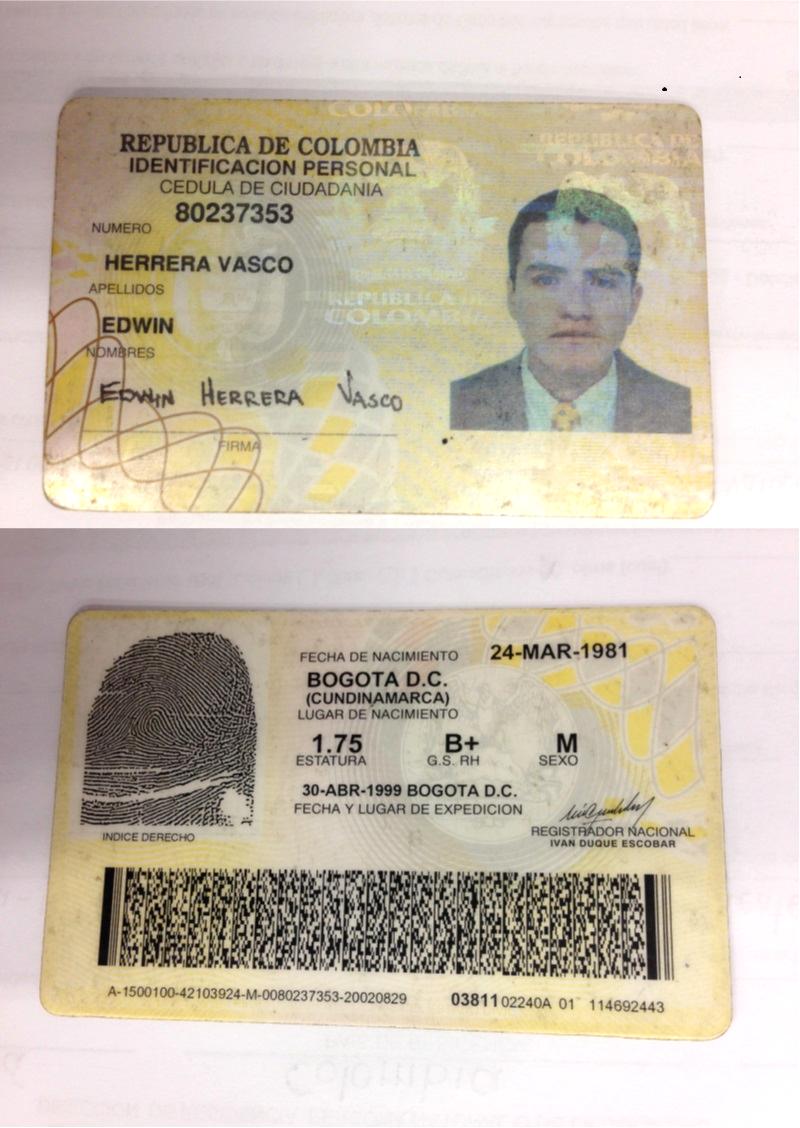 REPUBLICA DE COLOMBIA
IDENTIFICACION PERSONAL
CEDULA DE CIUDADANIA
NUMERO 80237353
HERRERA VASCO
APELLIDOS
EDWIN
NOMBRES
EDWIN HERRERA VASCO
FIRMA
REPUBLICA DE
COLOMBIA
FECHA DE NACIMIENTO 24-MAR-1981
BOGOTA D.C.
(CUNDINAMARCA)
LUGAR DE NACIMIENTO
1.75 B+ M
ESTATURA G.S. RH SEXO
30-ABR-1999 BOGOTA D.C.
FECHA Y LUGAR DE EXPEDICION
INDICE DERECHO
REGISTRADOR NACIONAL
IVAN DUQUE ESCOBAR
A-1500100-42103924-M-0080237353-20020829 03811 02240A 01 114692443
Colombia